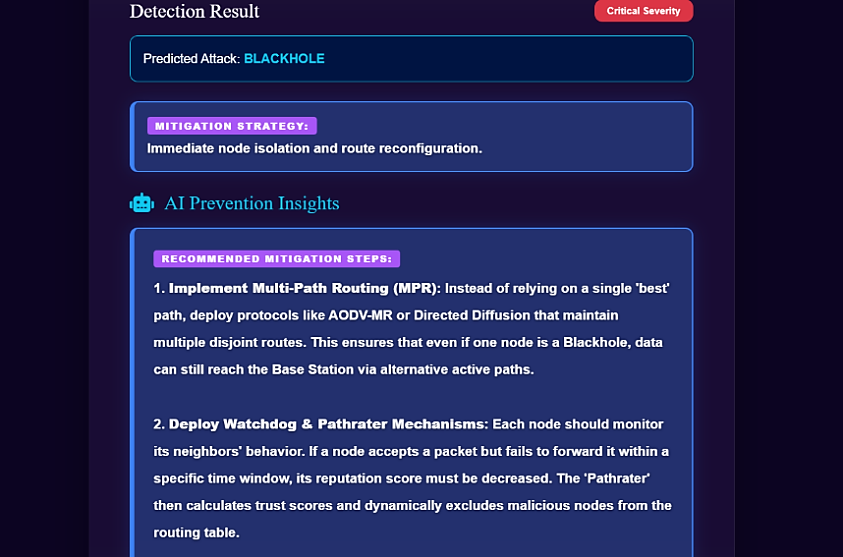 Detection Result
Critical Severity
Predicted Attack: BLACKHOLE
MITIGATION STRATEGY:
Immediate node isolation and route reconfiguration.
AI Prevention Insights
RECOMMENDED MITIGATION STEPS:
1. Implement Multi-Path Routing (MPR): Instead of relying on a single 'best'
path, deploy protocols like AODV-MR or Directed Diffusion that maintain
multiple disjoint routes. This ensures that even if one node is a Blackhole, data
can still reach the Base Station via alternative active paths.
2. Deploy Watchdog & Pathrater Mechanisms: Each node should monitor
its neighbors' behavior. If a node accepts a packet but fails to forward it within a
specific time window, its reputation score must be decreased. The 'Pathrater'
then calculates trust scores and dynamically excludes malicious nodes from the
routing table.